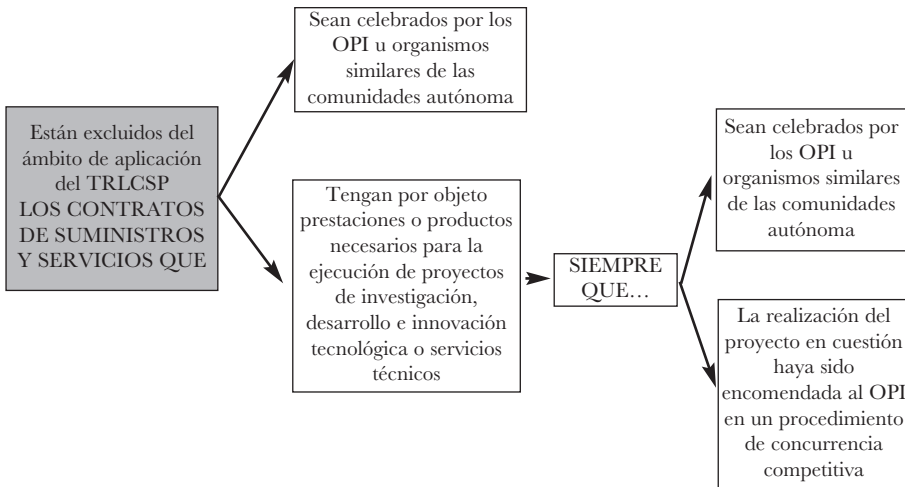 Están excluidos del
ámbito de aplicación
del TRLCSP
LOS CONTRATOS
DE SUMINISTROS
Y SERVICIOS QUE
Sean celebrados por los
OPI u organismos
similares de las
comunidades autónoma
Tengan por objeto
prestaciones o productos
necesarios para la
ejecución de proyectos
de investigación,
desarrollo e innovación
tecnológica o servicios
técnicos
SIEMPRE
QUE…
Sean celebrados por
los OPI u
organismos similares
de las comunidades
autónoma
La realización del
proyecto en cuestión
haya sido
encomendada al OPI
en un procedimiento
de concurrencia
competitiva